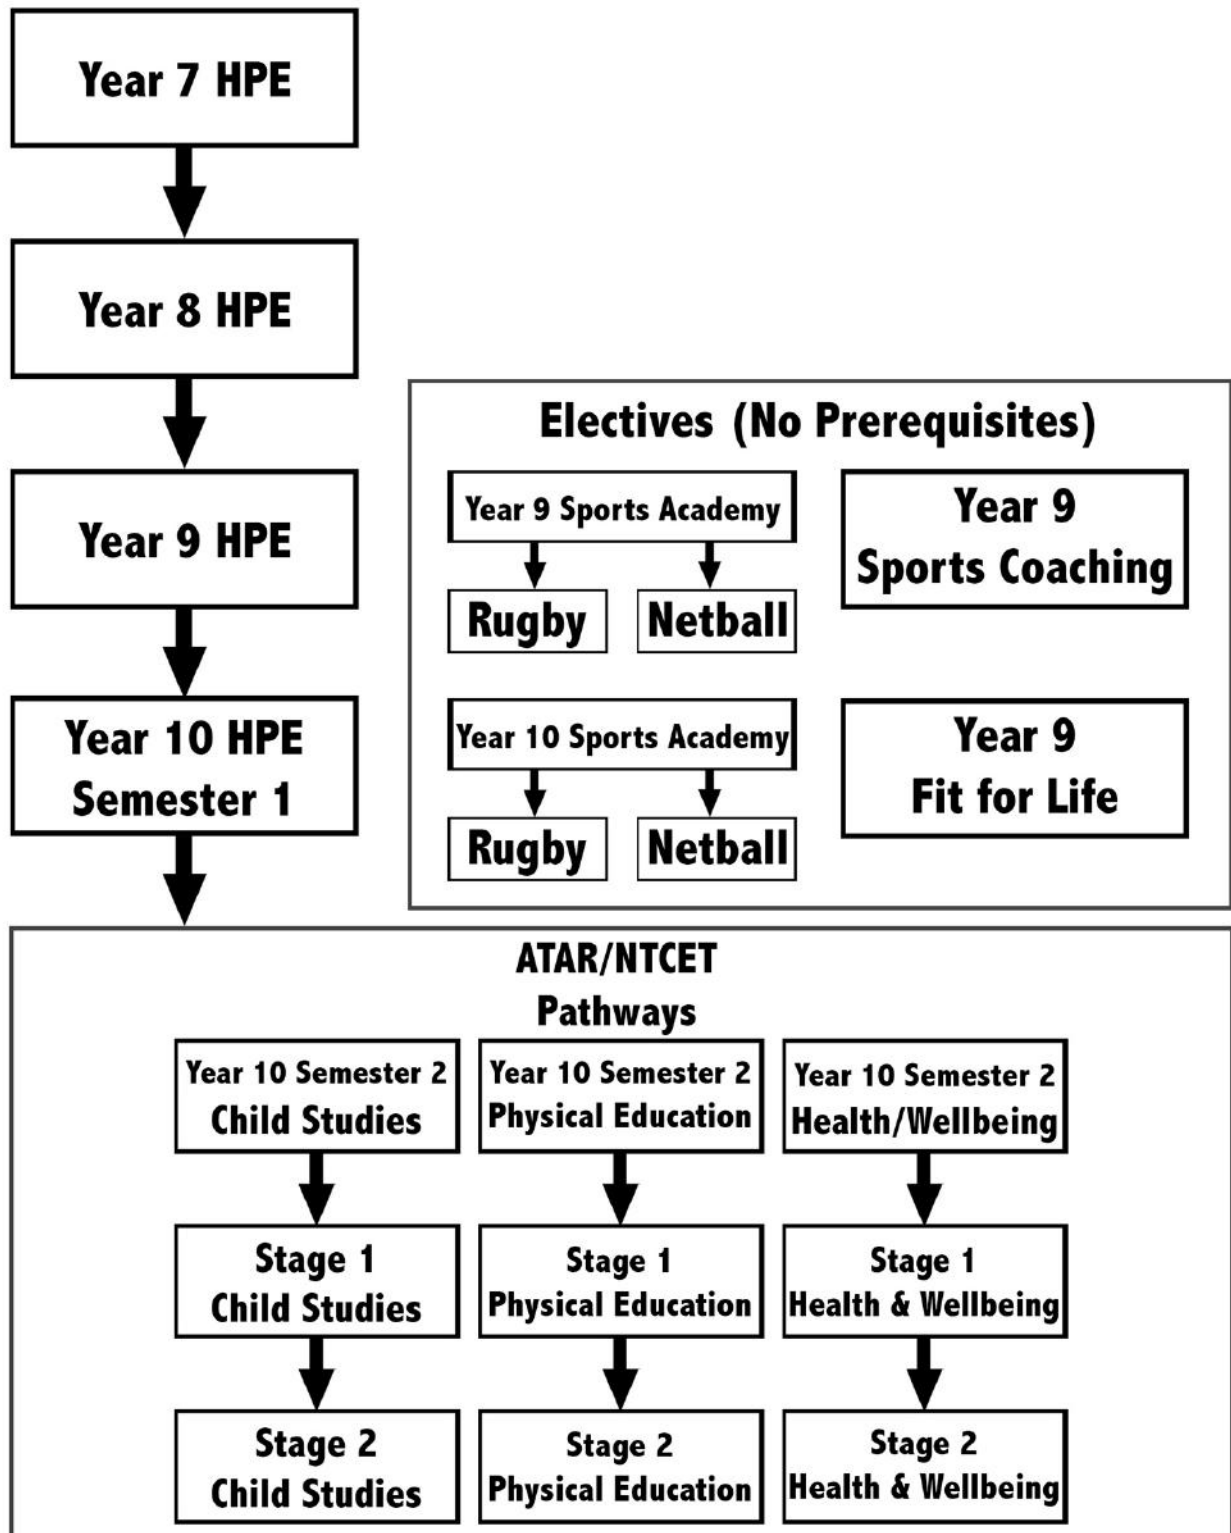 Year 7 HPE
Year 8 HPE
Year 9 HPE
Year 10 HPE
Semester 1
Electives (No Prerequisites)
Year 9 Sports Academy
Rugby
Netball
Year 9
Sports Coaching
Year 10 Sports Academy
Rugby
Netball
Year 9
Fit for Life
ATAR/NTCET
Pathways
Year 10 Semester 2
Child Studies
Year 10 Semester 2
Physical Education
Year 10 Semester 2
Health/Wellbeing
Stage 1
Child Studies
Stage 1
Physical Education
Stage 1
Health & Wellbeing
Stage 2
Child Studies
Stage 2
Physical Education
Stage 2
Health & Wellbeing